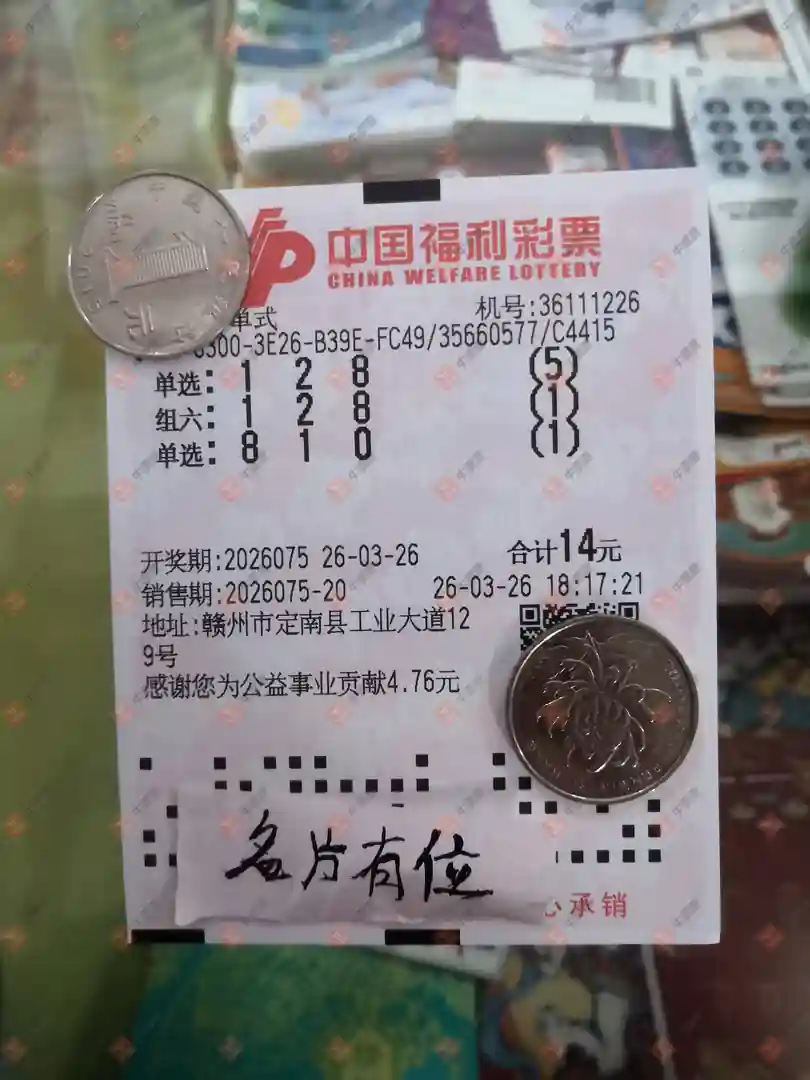 中国福利彩票
CHINA WELFARE LOTTERY
单式 机号:36111226
300-3E26-B39E-FC49/35660577/C4415
单选: 1 2 8 (5)
组六: 1 2 8 (1)
单选: 8 1 0 (1)
开奖期:2026075 26-03-26 合计14元
销售期:2026075-20 26-03-26 18:17:21
地址:赣州市定南县工业大道12
9号
感谢您为公益事业贡献4.76元
名片有位
心承销